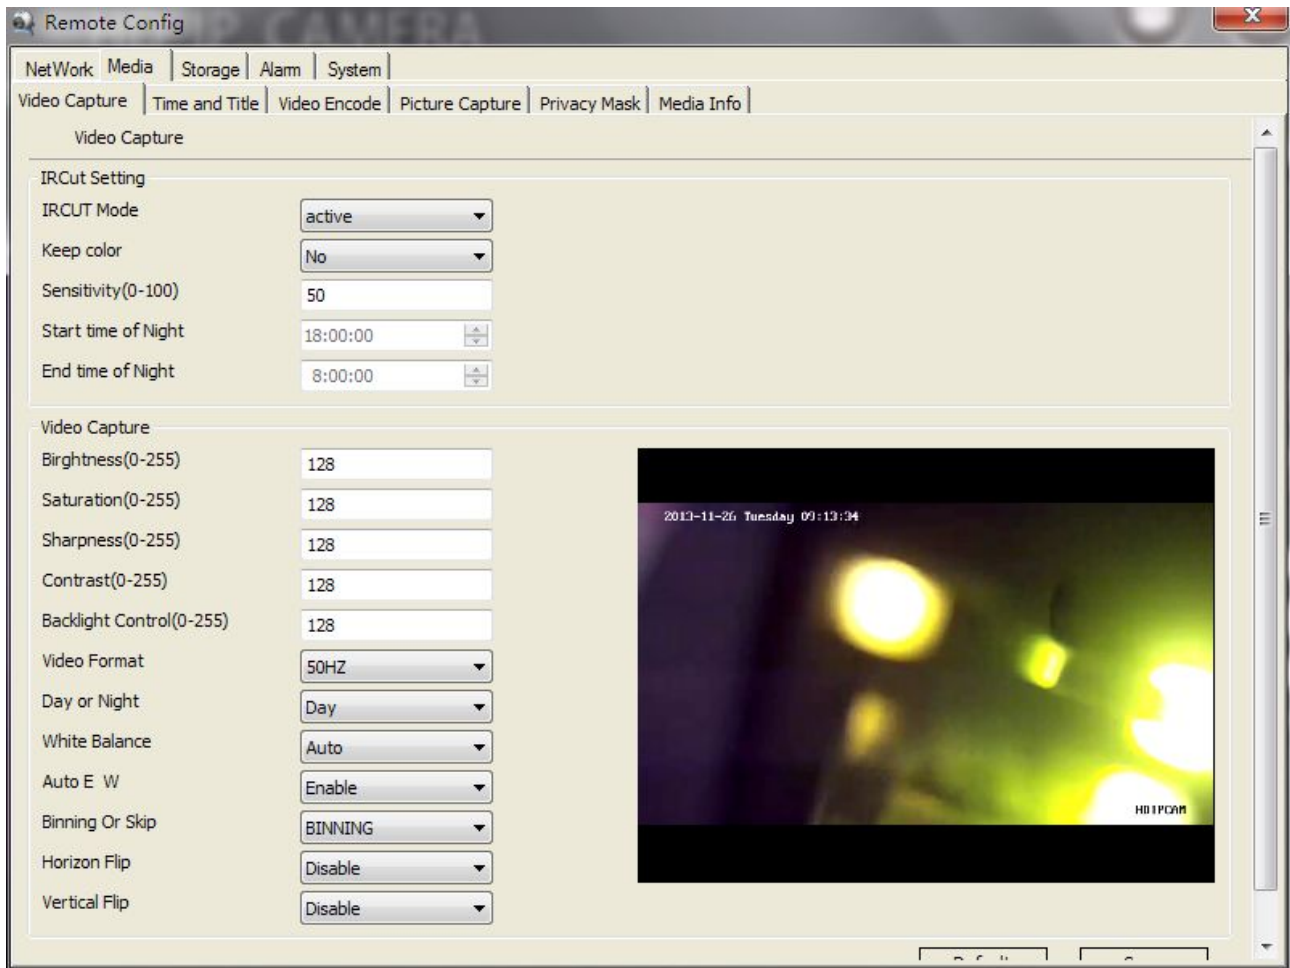 Remote Config
IP CAMERA
NetWork Media Storage Alarm System
Video Capture Time and Title Video Encode Picture Capture Privacy Mask Media Info
Video Capture
IRCut Setting
IRCUT Mode active
Keep color No
Sensitivity(0-100) 50
Start time of Night 18:00:00
End time of Night 8:00:00
Video Capture
Birghtness(0-255) 128
Saturation(0-255) 128
Sharpness(0-255) 128
Contrast(0-255) 128
Backlight Control(0-255) 128
Video Format 50HZ
Day or Night Day
White Balance Auto
Auto E W Enable
Binning Or Skip BINNING
Horizon Flip Disable
Vertical Flip Disable
2013-11-26 Tuesday 09:13:34
HDIPCAM